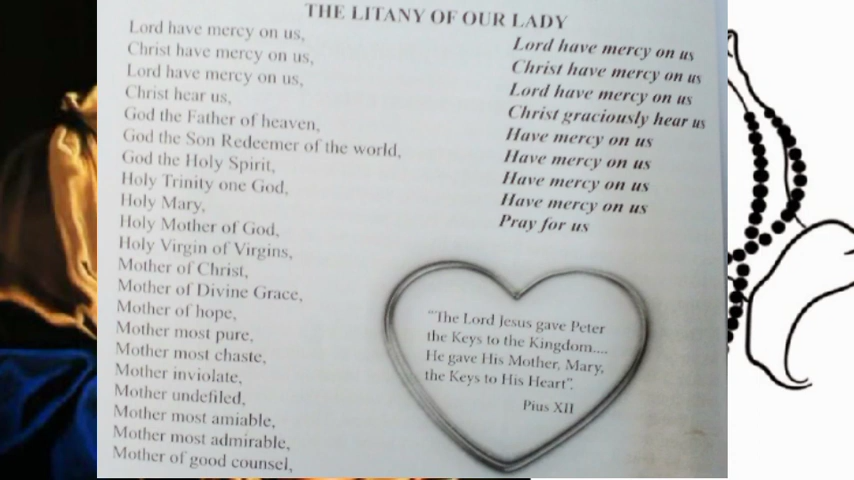 THE LITANY OF OUR LADY
Lord have mercy on us, Lord have mercy on us
Christ have mercy on us, Christ have mercy on us
Lord have mercy on us, Lord have mercy on us
Christ hear us, Christ graciously hear us
God the Father of heaven, Have mercy on us
God the Son Redeemer of the world, Have mercy on us
God the Holy Spirit, Have mercy on us
Holy Trinity one God, Have mercy on us
Holy Mary, Pray for us
Holy Mother of God,
Holy Virgin of Virgins,
Mother of Christ,
Mother of Divine Grace,
Mother of hope,
Mother most pure,
Mother most chaste,
Mother inviolate,
Mother undefiled,
Mother most amiable,
Mother most admirable,
Mother of good counsel,
"The Lord Jesus gave Peter
the Keys to the Kingdom....
He gave His Mother, Mary,
the Keys to His Heart".
Pius XII